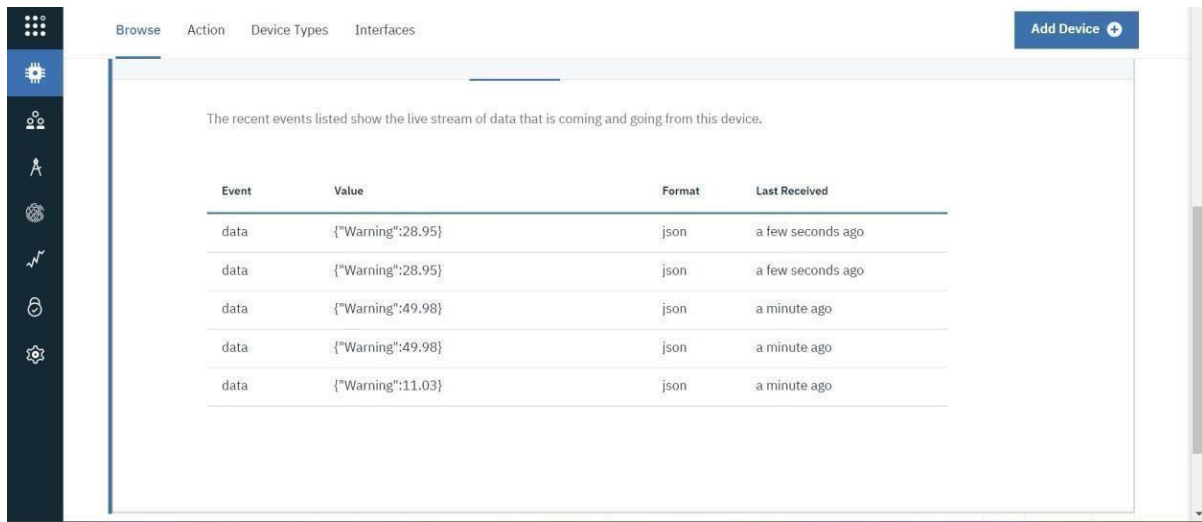 Browse Action Device Types Interfaces Add Device
The recent events listed show the live stream of data that is coming and going from this device.
Event Value Format Last Received
data {"Warning":28.95} json a few seconds ago
data {"Warning":28.95} json a few seconds ago
data {"Warning":49.98} json a minute ago
data {"Warning":49.98} json a minute ago
data {"Warning":11.03} json a minute ago